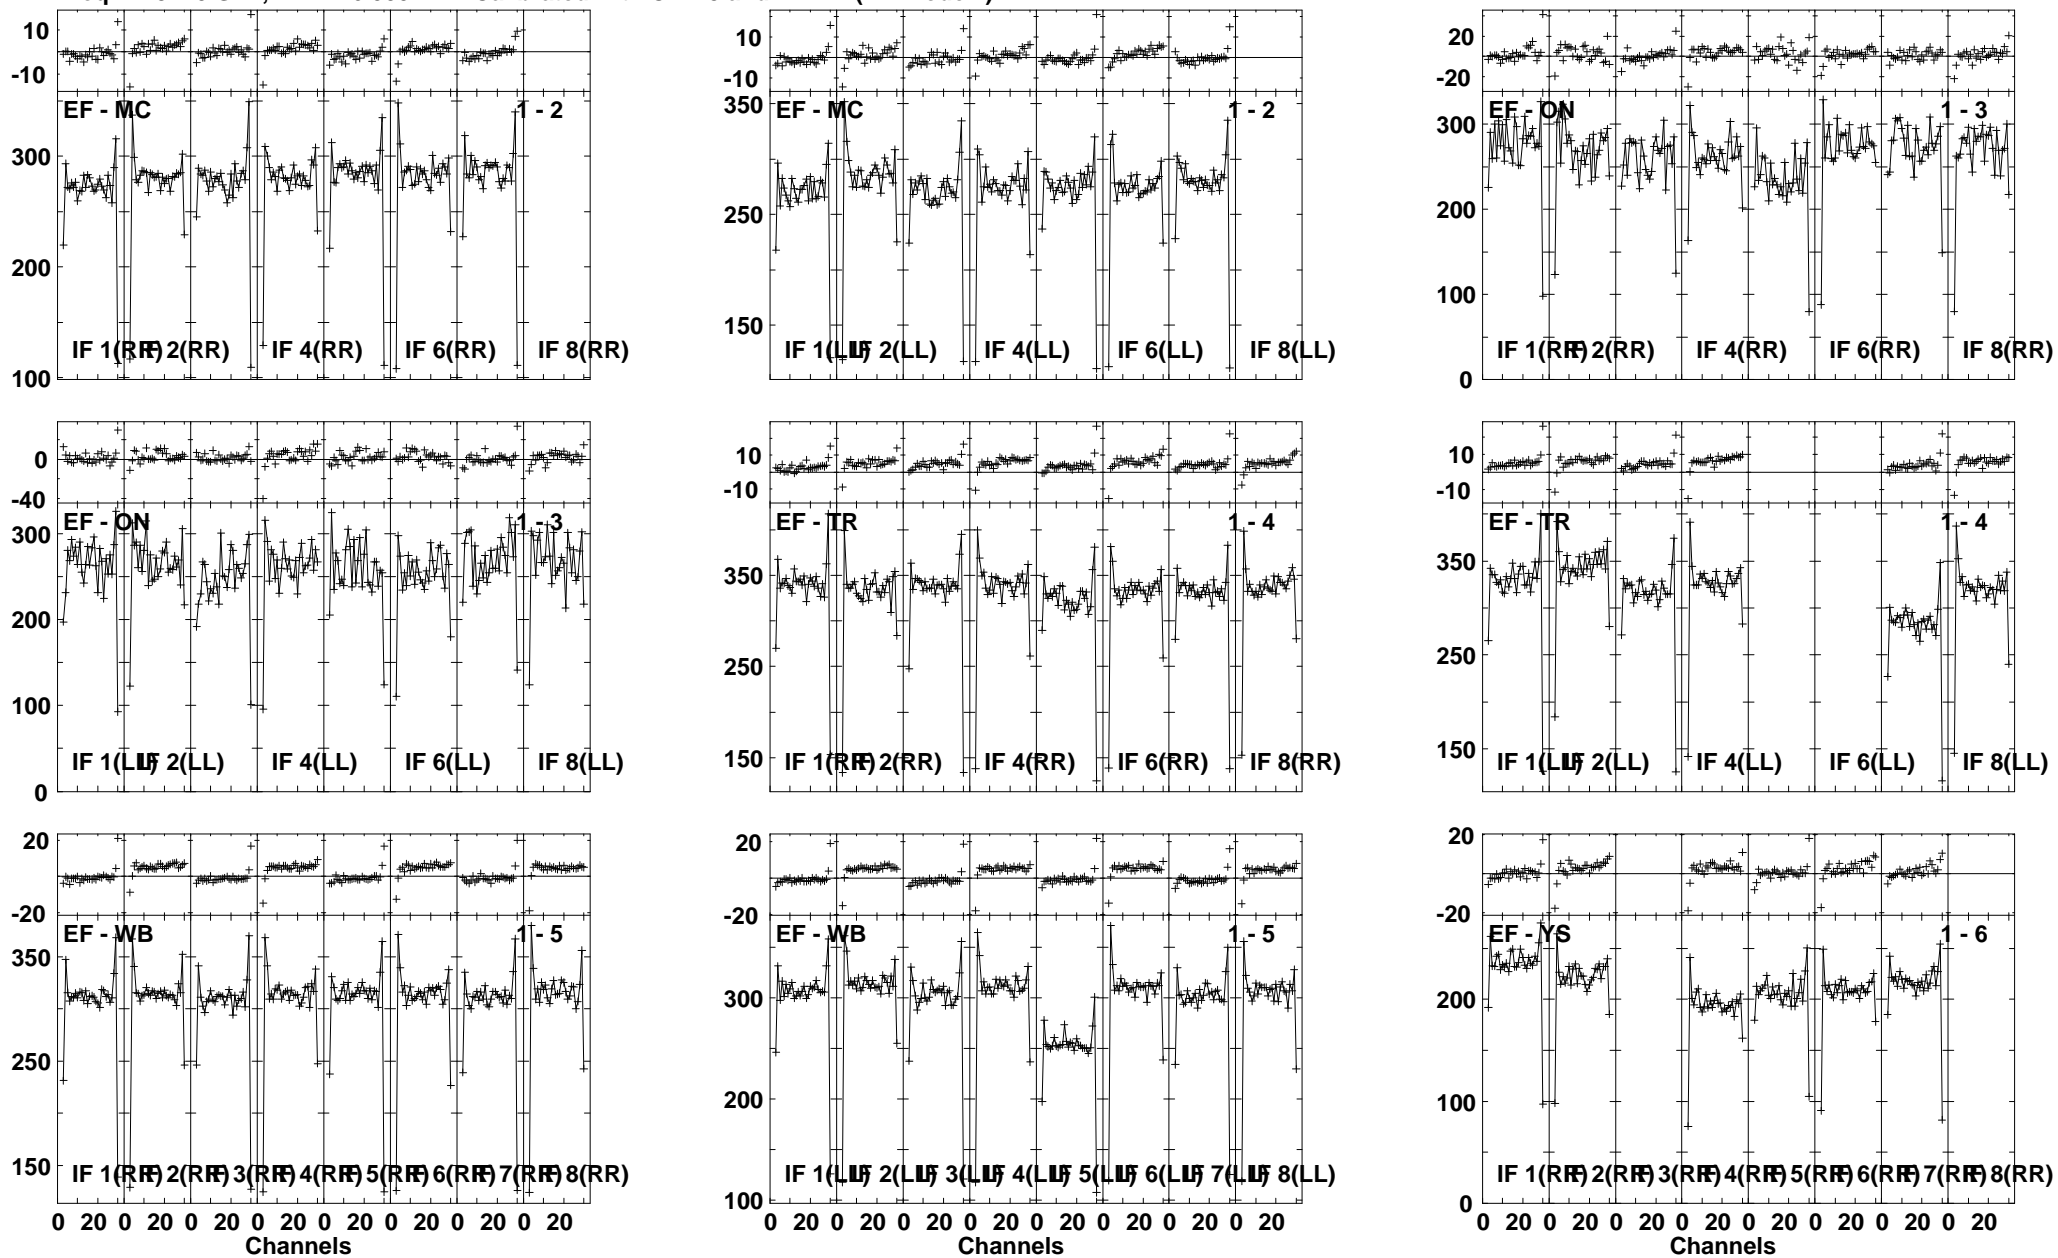 10
0
-10
EF - MC
1 - 2
300
200
100
IF 1(RR)
IF 2(RR)
IF 4(RR)
IF 6(RR)
IF 8(RR)
10
-10
EF - MC
1 - 2
350
250
150
IF 1(LL)
IF 2(LL)
IF 4(LL)
IF 6(LL)
IF 8(LL)
20
0
-20
EF - ON
1 - 3
300
200
100
0
IF 1(RR)
IF 2(RR)
IF 4(RR)
IF 6(RR)
IF 8(RR)
0
-40
EF - ON
1 - 3
300
200
100
0
IF 1(LL)
IF 2(LL)
IF 4(LL)
IF 6(LL)
IF 8(LL)
10
-10
EF - TR
1 - 4
350
250
150
IF 1(RR)
IF 2(RR)
IF 4(RR)
IF 6(RR)
IF 8(RR)
10
-10
EF - TR
1 - 4
350
250
150
IF 1(LL)
IF 2(LL)
IF 4(LL)
IF 6(LL)
IF 8(LL)
20
0
-20
EF - WB
1 - 5
350
250
150
IF 1(RR)
IF 2(RR)
IF 3(RR)
IF 4(RR)
IF 5(RR)
IF 6(RR)
IF 7(RR)
IF 8(RR)
0 20 0 20 0 20 0 20 0 20 0 20 0 20 0 20
Channels
20
0
-20
EF - WB
1 - 5
300
200
100
IF 1(LL)
IF 2(LL)
IF 3(LL)
IF 4(LL)
IF 5(LL)
IF 6(LL)
IF 7(LL)
IF 8(LL)
0 20 0 20 0 20 0 20 0 20 0 20 0 20 0 20
Channels
20
0
-20
EF - YS
1 - 6
200
100
0
IF 1(RR)
IF 2(RR)
IF 3(RR)
IF 4(RR)
IF 5(RR)
IF 6(RR)
IF 7(RR)
IF 8(RR)
0 20 0 20 0 20 0 20 0 20 0 20 0 20 0 20
Channels